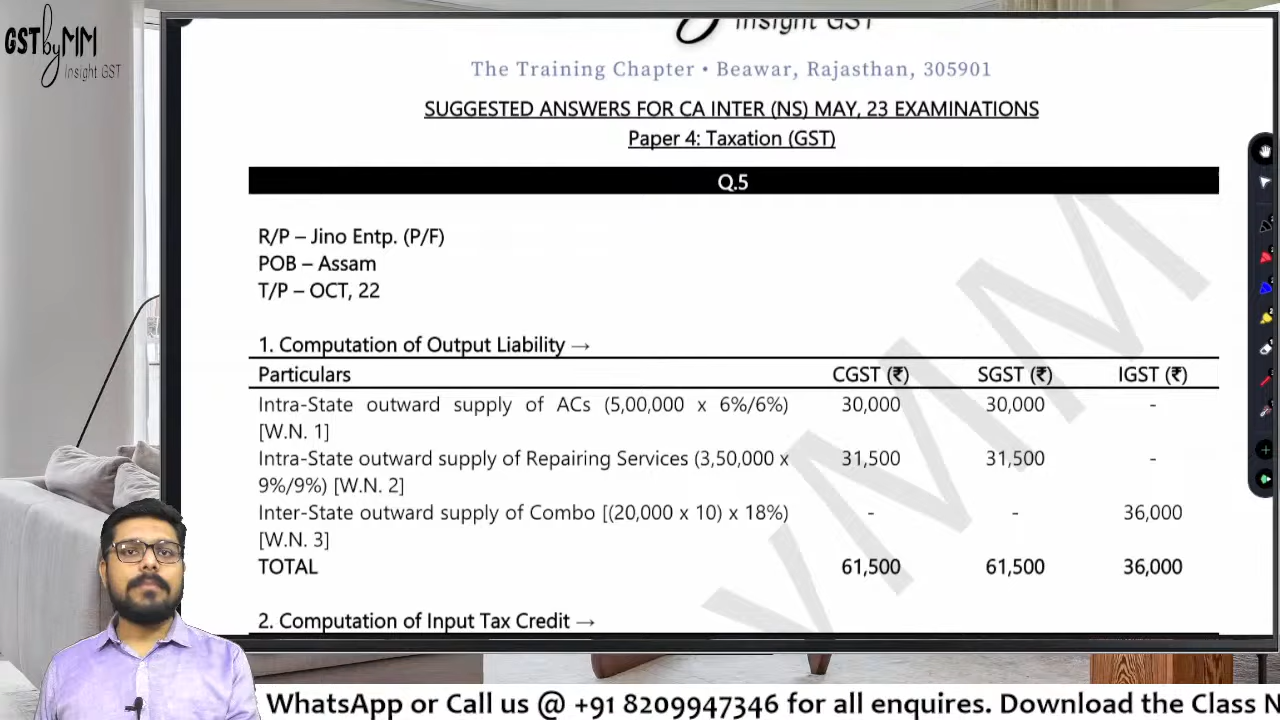 GST by MM
Insight GST
Insight GST
The Training Chapter • Beawar, Rajasthan, 305901
SUGGESTED ANSWERS FOR CA INTER (NS) MAY, 23 EXAMINATIONS
Paper 4: Taxation (GST)
Q.5
R/P – Jino Entp. (P/F)
POB – Assam
T/P – OCT, 22
1. Computation of Output Liability →
Particulars CGST (₹) SGST (₹) IGST (₹)
Intra-State outward supply of ACs (5,00,000 x 6%/6%) 30,000 30,000 -
[W.N. 1]
Intra-State outward supply of Repairing Services (3,50,000 x 31,500 31,500 -
9%/9%) [W.N. 2]
Inter-State outward supply of Combo [(20,000 x 10) x 18%) - - 36,000
[W.N. 3]
TOTAL 61,500 61,500 36,000
2. Computation of Input Tax Credit →
WhatsApp or Call us @ +91 8209947346 for all enquires. Download the Class N